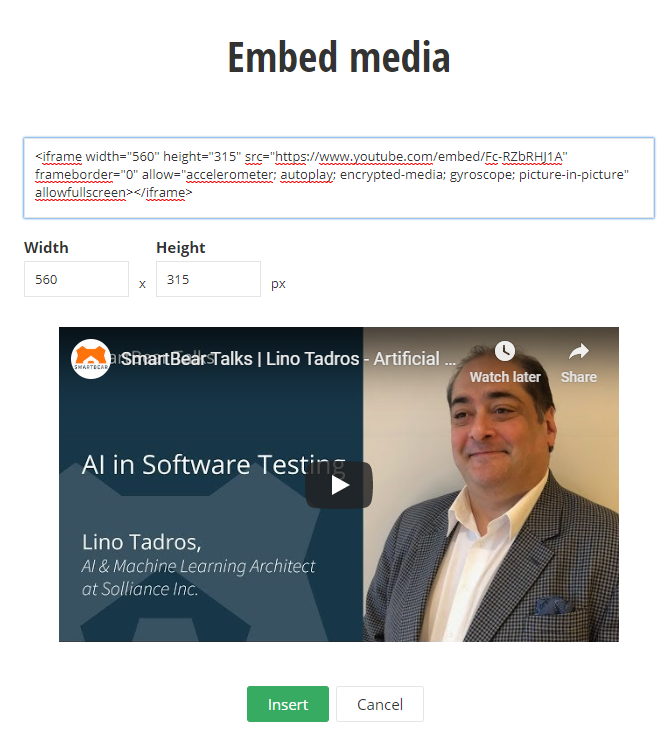 Embed media
<iframe width="560" height="315" src="https://www.youtube.com/embed/Fc-RZbRHJ1A"
frameborder="0" allow="accelerometer; autoplay; encrypted-media; gyroscope; picture-in-picture"
allowfullscreen></iframe>
Width
Height
560
x
315
px
SMARTBEAR
SmartBear Talks | Lino Tadros - Artificial ...
Watch later
Share
AI in Software Testing
Lino Tadros,
AI & Machine Learning Architect
at Solliance Inc.
Insert
Cancel